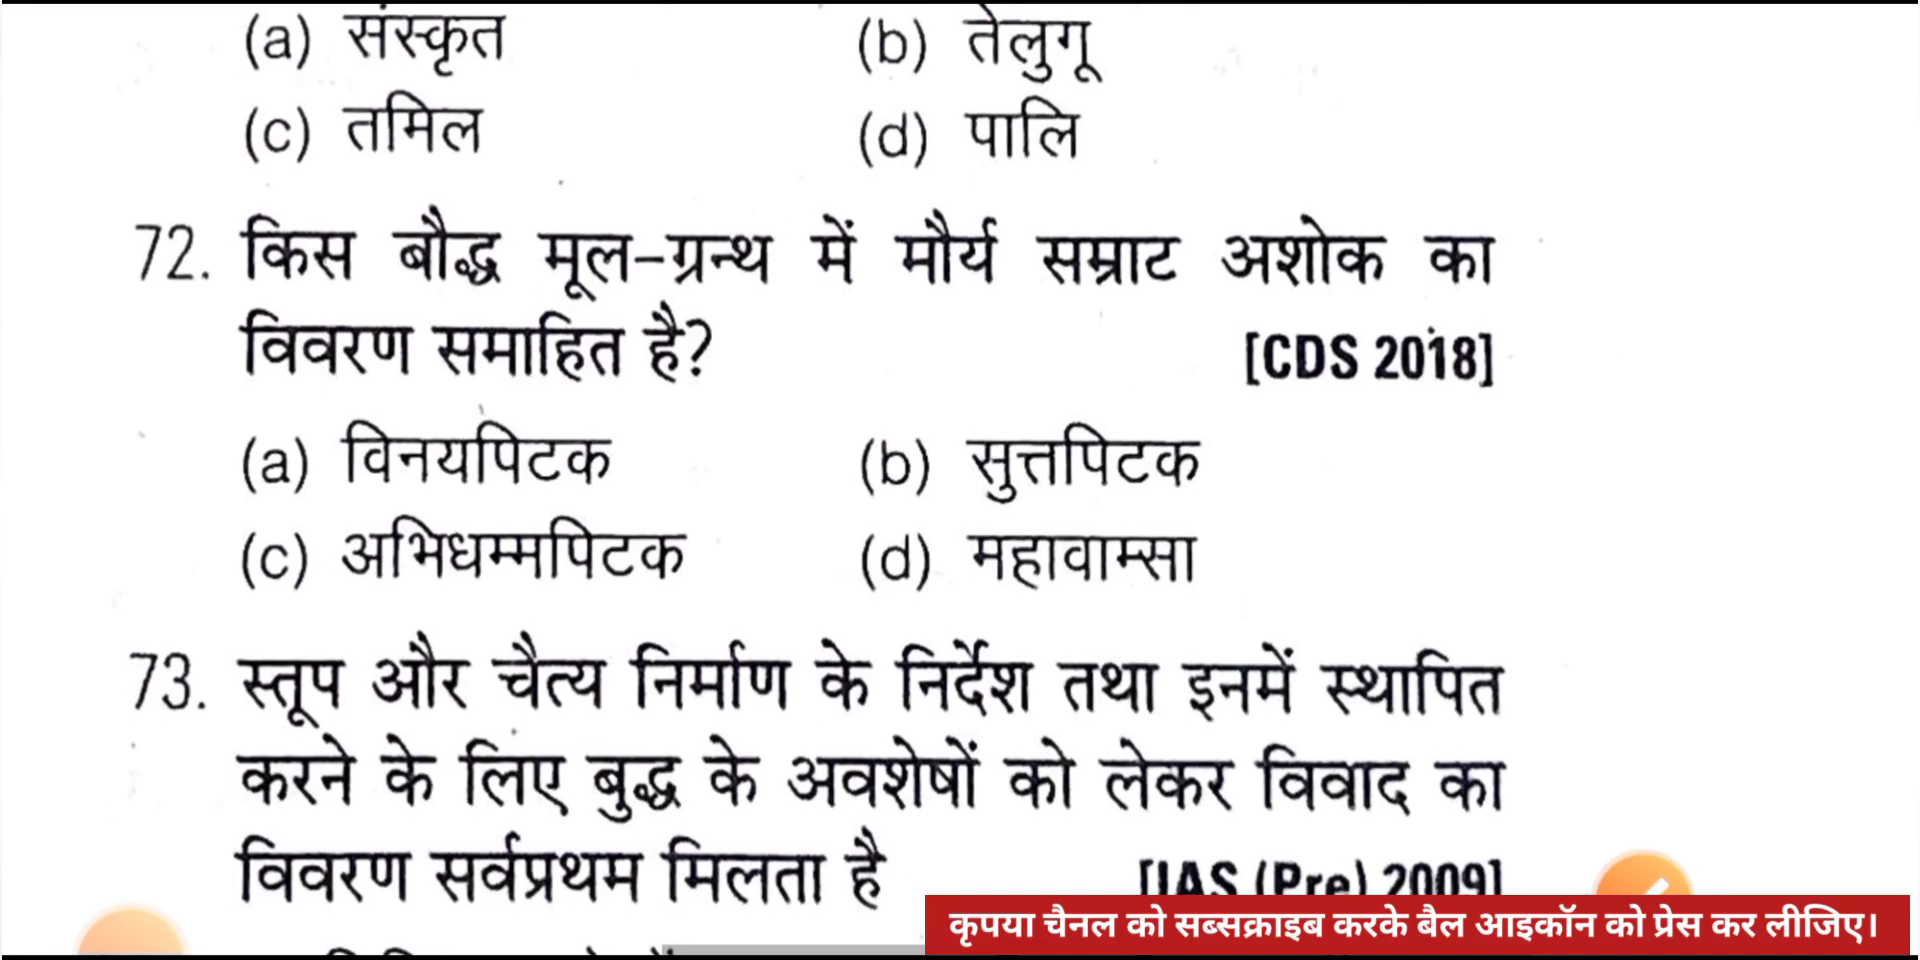 (a) संस्कृत (b) तेलुगू
(c) तमिल (d) पालि
72. किस बौद्ध मूल-ग्रन्थ में मौर्य सम्राट अशोक का
विवरण समाहित है? [CDS 2018]
(a) विनयपिटक (b) सुत्तपिटक
(c) अभिधम्मपिटक (d) महावाम्सा
73. स्तूप और चैत्य निर्माण के निर्देश तथा इनमें स्थापित
करने के लिए बुद्ध के अवशेषों को लेकर विवाद का
विवरण सर्वप्रथम मिलता है [IAS (Pre) 2009]
कृपया चैनल को सब्सक्राइब करके बैल आइकॉन को प्रेस कर लीजिए।